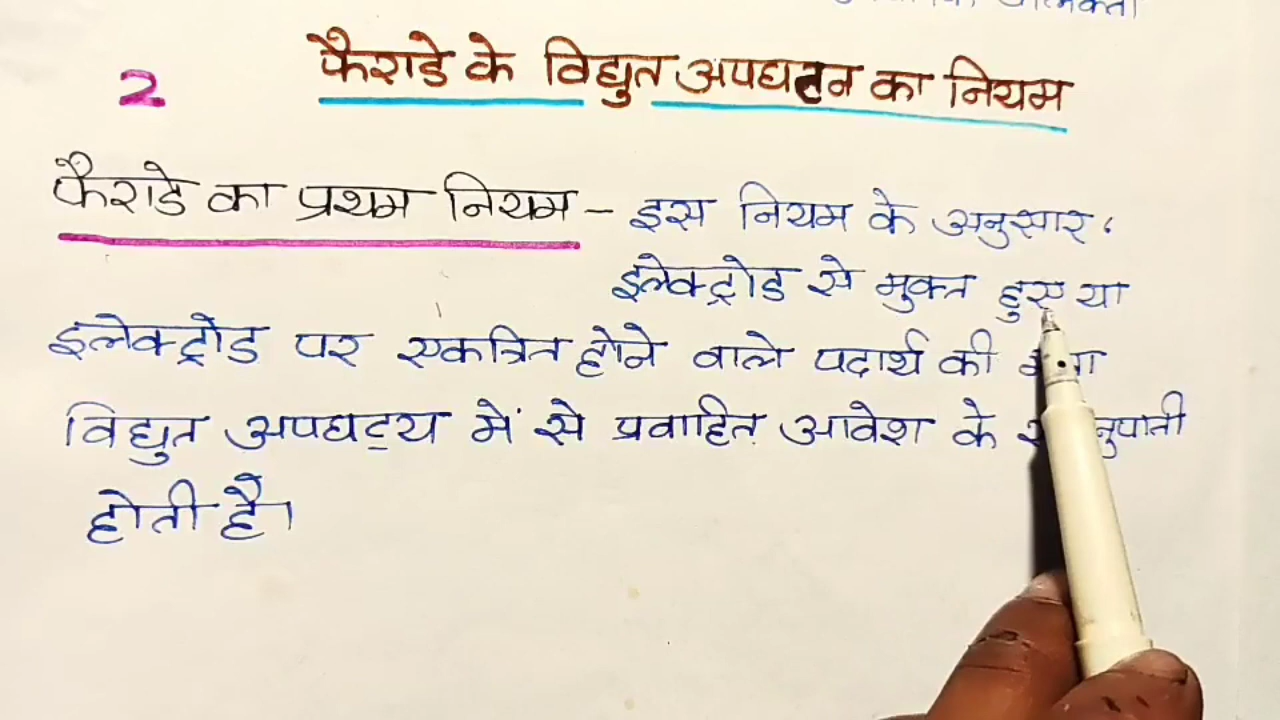 2
फैराडे के विद्युत अपघटन का नियम
फैराडे का प्रथम नियम – इस नियम के अनुसार,
इलेक्ट्रोड से मुक्त हुए या
इलेक्ट्रोड पर एकत्रित होने वाले पदार्थ की
विद्युत अपघट्य में से प्रवाहित आवेश के
होती है।